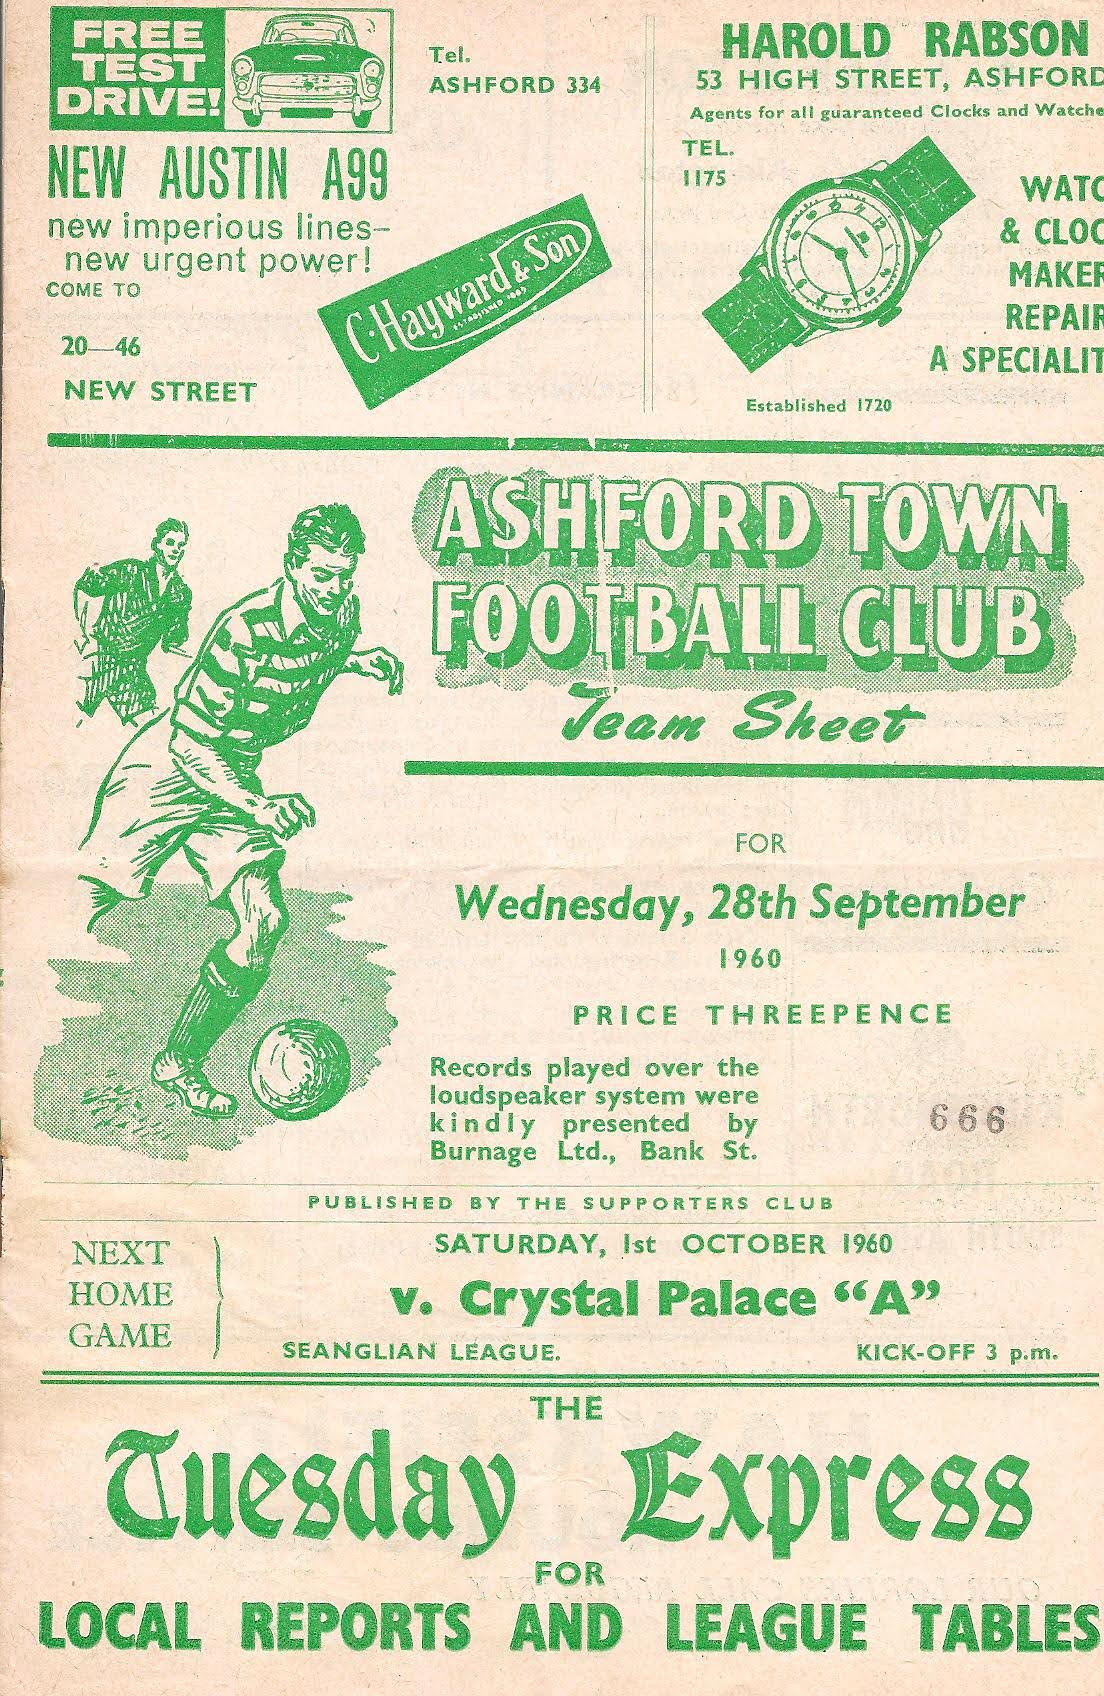 FREE
TEST
DRIVE!
NEW AUSTIN A99
new imperious lines—
new urgent power!
COME TO
20—46
NEW STREET
Tel.
ASHFORD 334
C. Hayward & Son
ESTABLISHED
HAROLD RABSON
53 HIGH STREET, ASHFORD
Agents for all guaranteed Clocks and Watche
TEL.
1175
WATC
& CLOC
MAKER
REPAIR
A SPECIALIT
Established 1720
ASHFORD TOWN
FOOTBALL CLUB
Team Sheet
FOR
Wednesday, 28th September
1960
PRICE THREEPENCE
Records played over the
loudspeaker system were
kindly presented by
Burnage Ltd., Bank St.
666
PUBLISHED BY THE SUPPORTERS CLUB
NEXT
HOME
GAME
SATURDAY, 1st OCTOBER 1960
v. Crystal Palace "A"
SEANGLIAN LEAGUE. KICK-OFF 3 p.m.
THE
Tuesday Express
FOR
LOCAL REPORTS AND LEAGUE TABLES